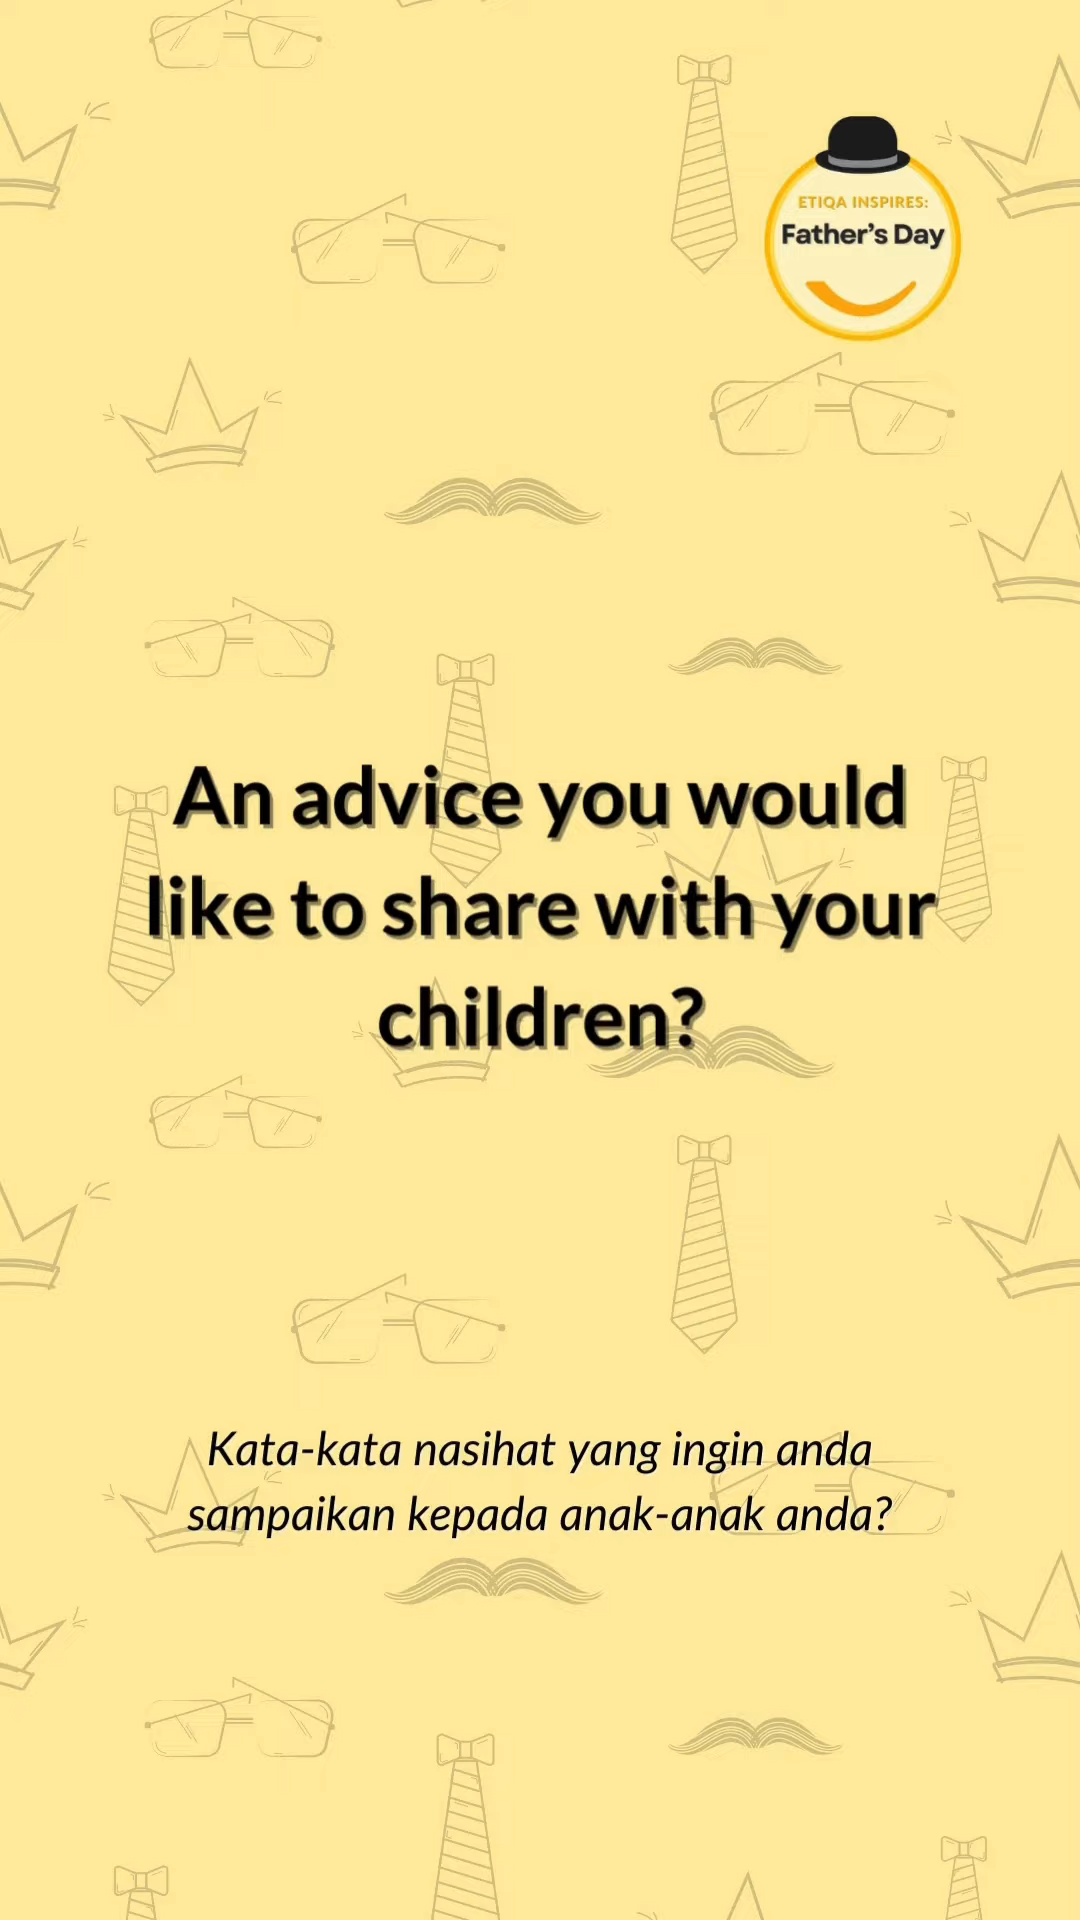 ETIQA INSPIRES:
Father's Day
An advice you would
like to share with your
children?
Kata-kata nasihat yang ingin anda
sampaikan kepada anak-anak anda?